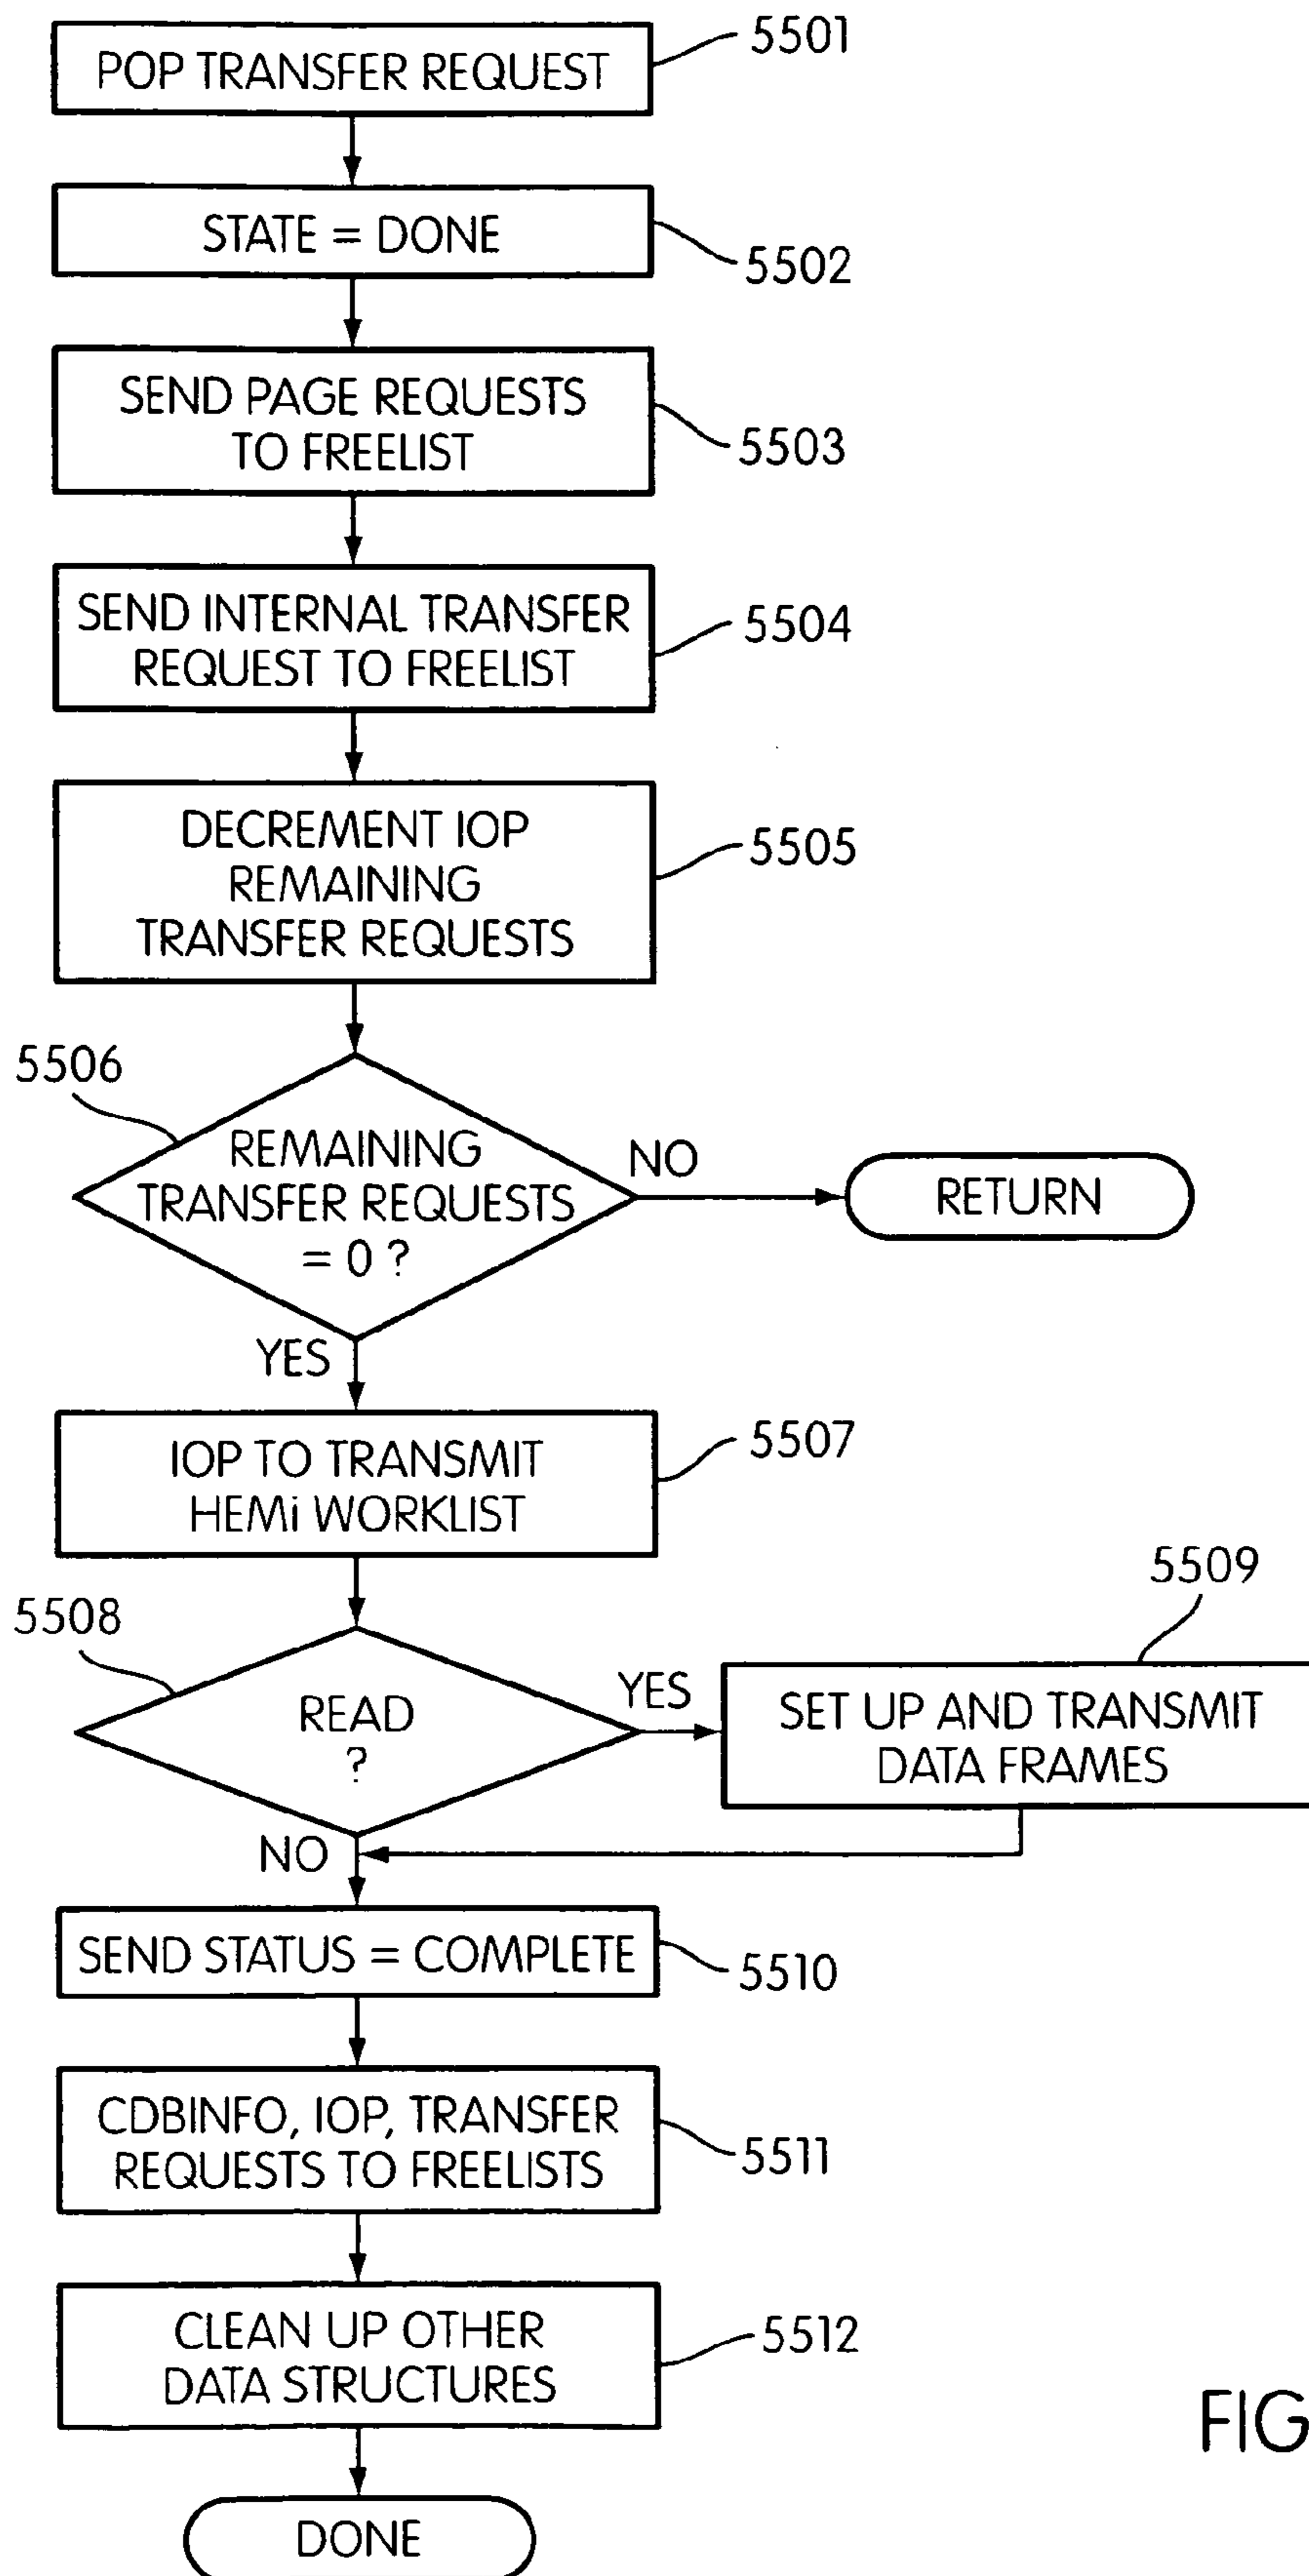 5501
POP TRANSFER REQUEST
STATE = DONE
5502
SEND PAGE REQUESTS
TO FREELIST
5503
SEND INTERNAL TRANSFER
REQUEST TO FREELIST
5504
DECREMENT IOP
REMAINING
TRANSFER REQUESTS
5505
5506
REMAINING
TRANSFER REQUESTS
= 0 ?
NO
RETURN
YES
IOP TO TRANSMIT
HEMi WORKLIST
5507
5508
READ
?
YES
5509
SET UP AND TRANSMIT
DATA FRAMES
NO
SEND STATUS = COMPLETE
5510
CDBINFO, IOP, TRANSFER
REQUESTS TO FREELISTS
5511
CLEAN UP OTHER
DATA STRUCTURES
5512
FIG
DONE